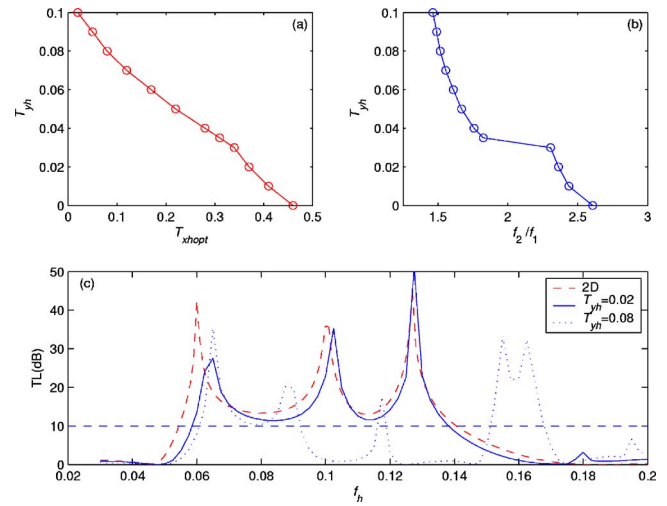 (a)
0.1
0.08
0.06
0.04
0.02
0
T_yh
0 0.1 0.2 0.3 0.4 0.5
T_xhopt
(b)
0.1
0.08
0.06
0.04
0.02
0
T_yh
1 1.5 2 2.5 3
f_2/f_1
(c)
50
40
30
20
10
0
TL(dB)
2D
T_yh=0.02
T_yh=0.08
0.02 0.04 0.06 0.08 0.1 0.12 0.14 0.16 0.18 0.2
f_h